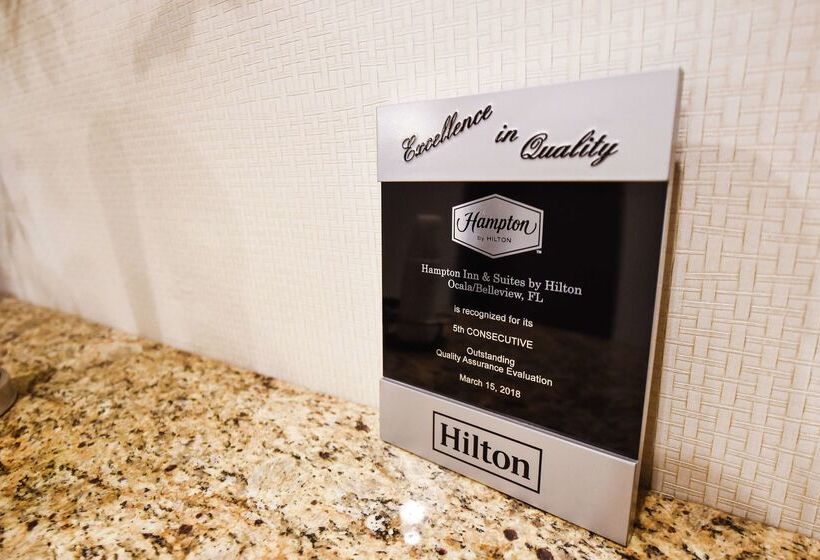 Excellence in Quality
Hampton
by HILTON™
Hampton Inn & Suites by Hilton
Ocala/Belleview, FL
is recognized for its
5th CONSECUTIVE
Outstanding
Quality Assurance Evaluation
March 15, 2018
Hilton